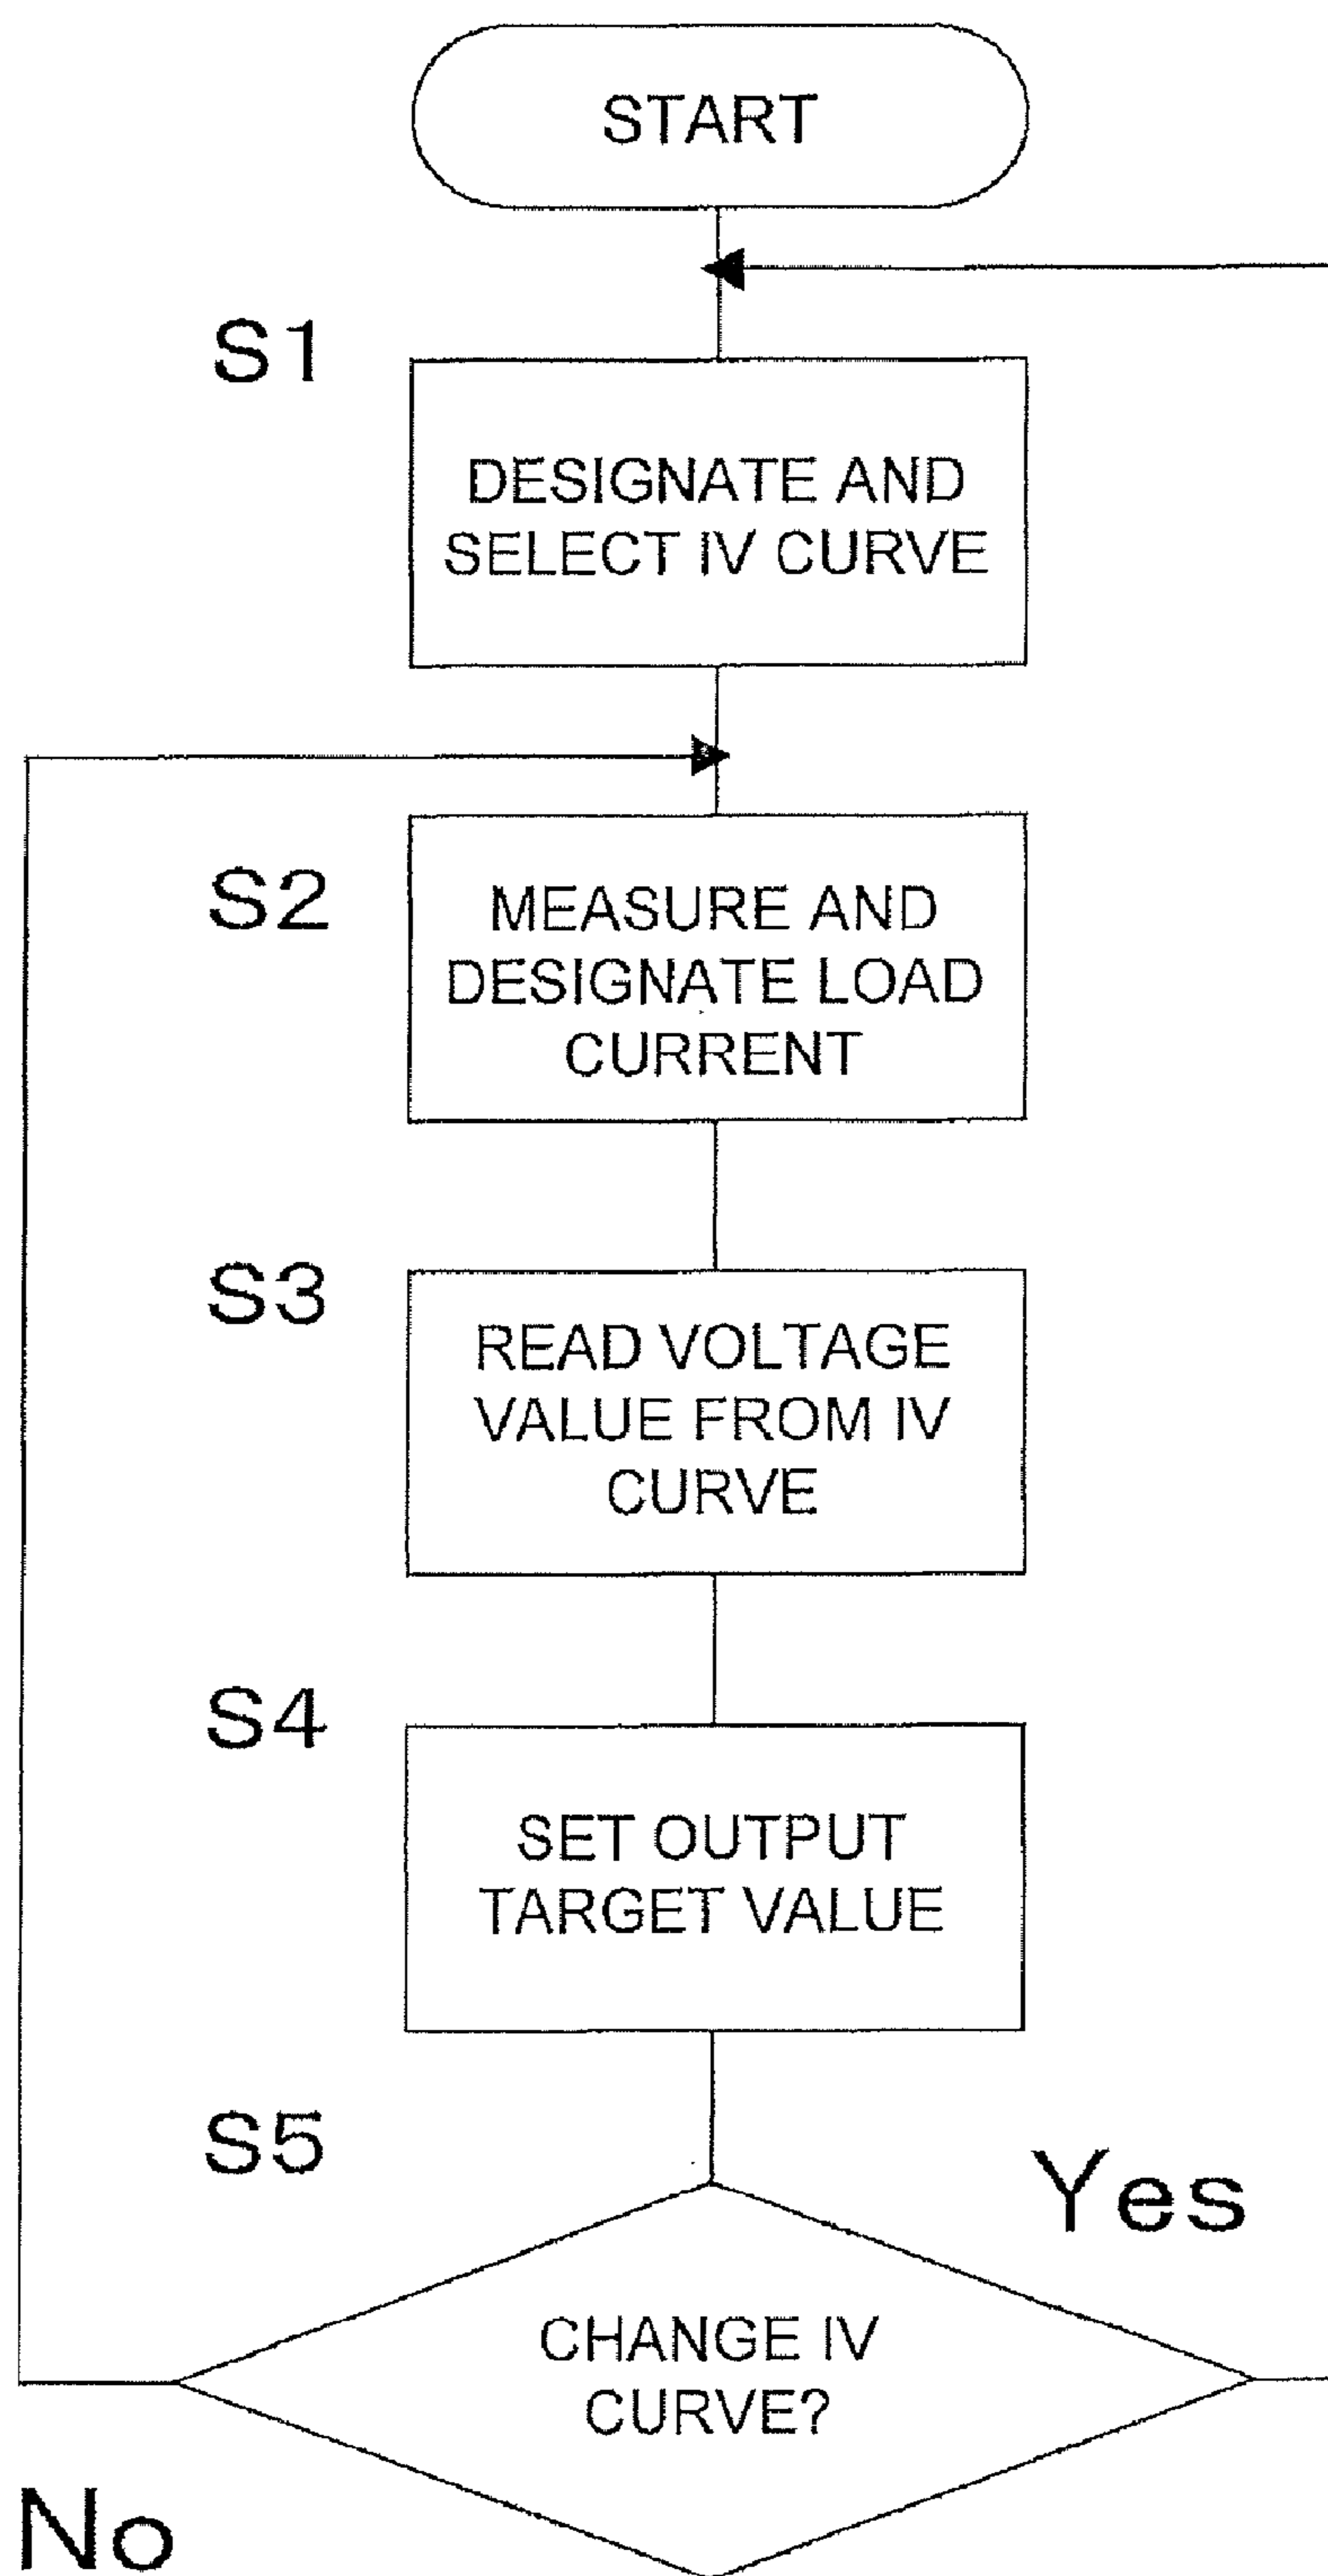 START
S1
DESIGNATE AND
SELECT IV CURVE
S2
MEASURE AND
DESIGNATE LOAD
CURRENT
S3
READ VOLTAGE
VALUE FROM IV
CURVE
S4
SET OUTPUT
TARGET VALUE
S5
Yes
CHANGE IV
CURVE?
No